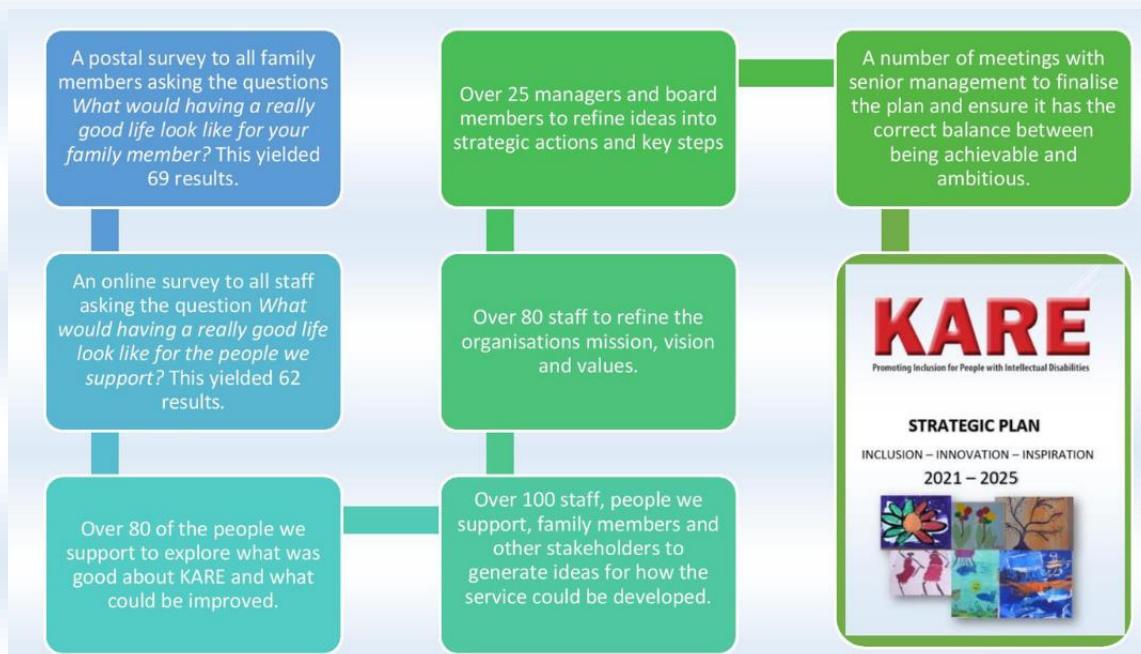 A postal survey to all family
members asking the questions
What would having a really
good life look like for your
family member? This yielded
69 results.
An online survey to all staff
asking the question What
would having a really good life
look like for the people we
support? This yielded 62
results.
Over 80 of the people we
support to explore what was
good about KARE and what
could be improved.
Over 100 staff, people we
support, family members and
other stakeholders to
generate ideas for how the
service could be developed.
Over 80 staff to refine the
organisations mission, vision
and values.
Over 25 managers and board
members to refine ideas into
strategic actions and key steps
A number of meetings with
senior management to finalise
the plan and ensure it has the
correct balance between
being achievable and
ambitious.
KARE
Promoting Inclusion for People with Intellectual Disabilities
STRATEGIC PLAN
INCLUSION – INNOVATION – INSPIRATION
2021 – 2025